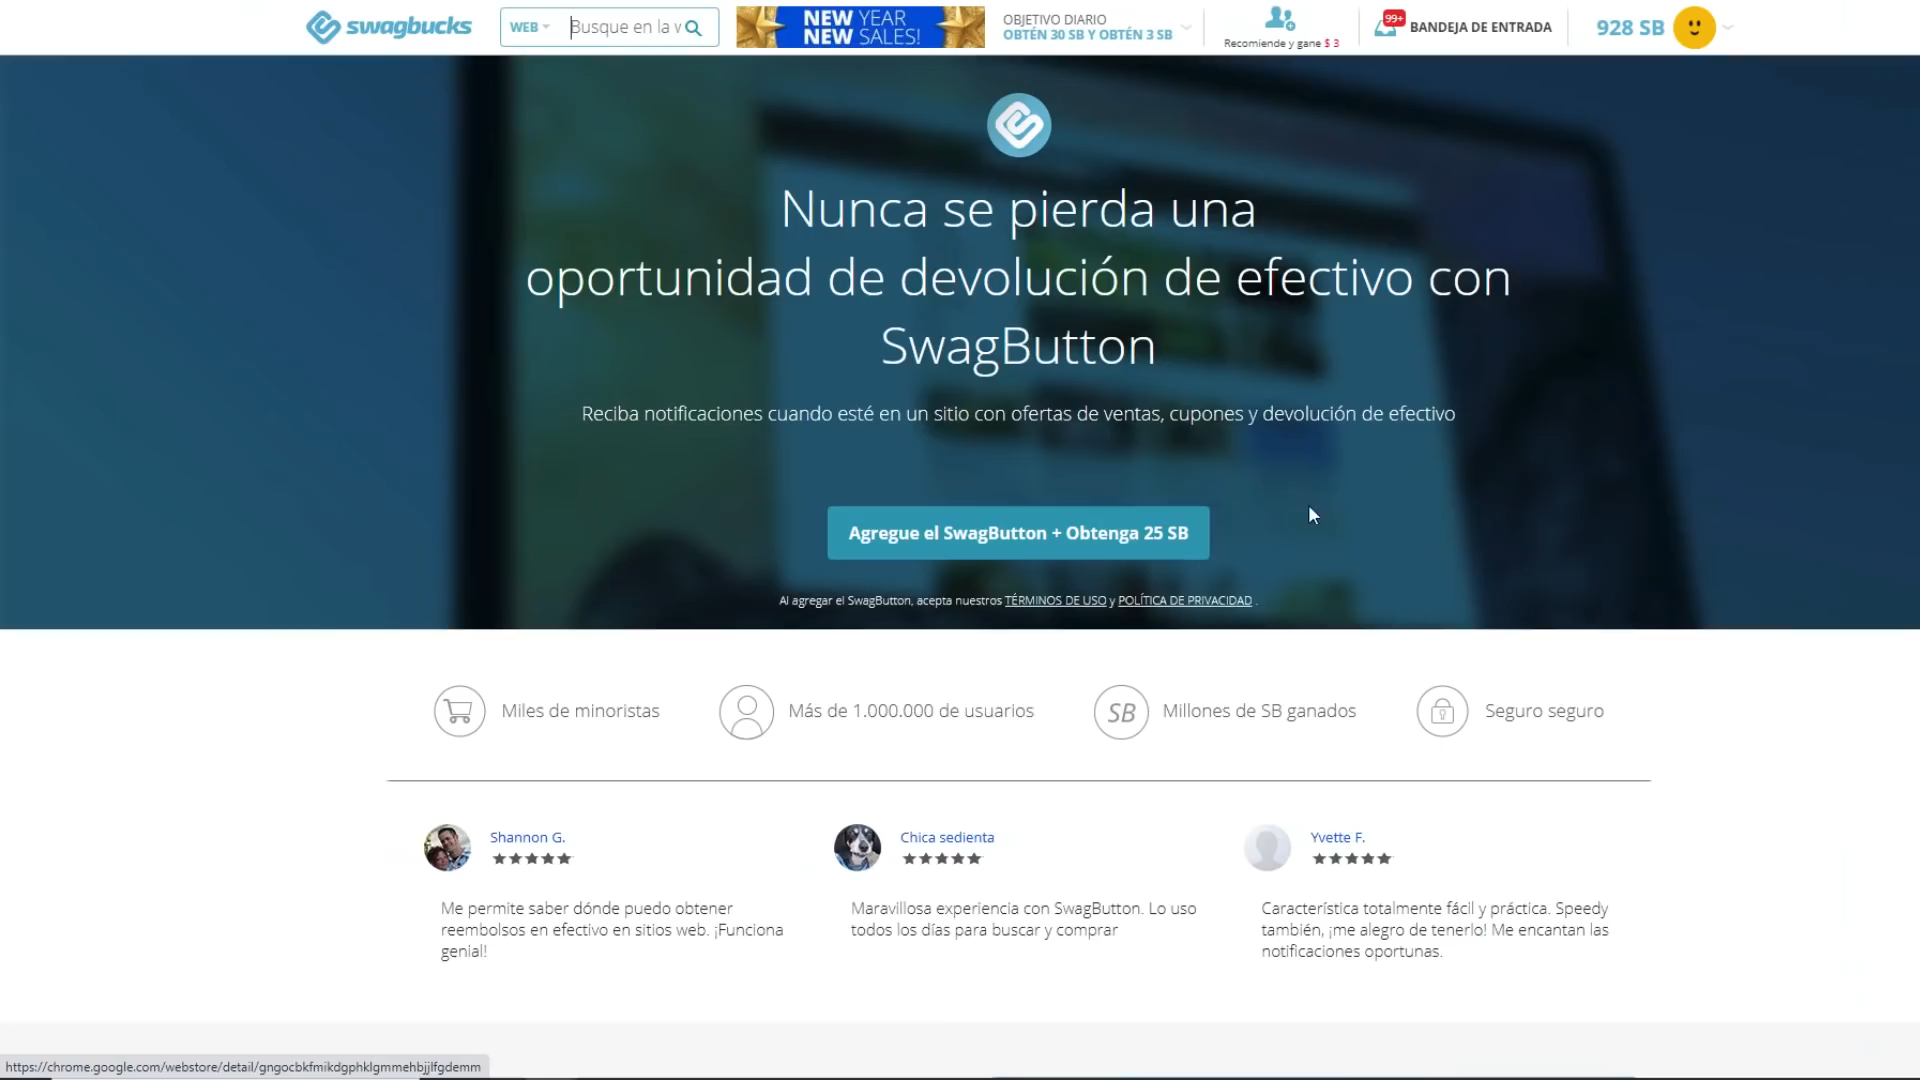 swagbucks
WEB
Busque en la v
NEW YEAR
NEW SALES!
OBJETIVO DIARIO
OBTÉN 30 SB Y OBTÉN 3 SB
Recomiende y gane $ 3
99+
BANDEJA DE ENTRADA
928 SB
Nunca se pierda una
oportunidad de devolución de efectivo con
SwagButton
Reciba notificaciones cuando esté en un sitio con ofertas de ventas, cupones y devolución de efectivo
Agregue el SwagButton + Obtenga 25 SB
Al agregar el SwagButton, acepta nuestros TÉRMINOS DE USO y POLÍTICA DE PRIVACIDAD .
Miles de minoristas
Más de 1.000.000 de usuarios
SB
Millones de SB ganados
Seguro seguro
Shannon G.
Me permite saber dónde puedo obtener
reembolsos en efectivo en sitios web. ¡Funciona
genial!
Chica sedienta
Maravillosa experiencia con SwagButton. Lo uso
todos los días para buscar y comprar
Yvette F.
Característica totalmente fácil y práctica. Speedy
también, ¡me alegro de tenerlo! Me encantan las
notificaciones oportunas.
https://chrome.google.com/webstore/detail/gngocbkfmikdgphklgmmehbjjlfgdemm